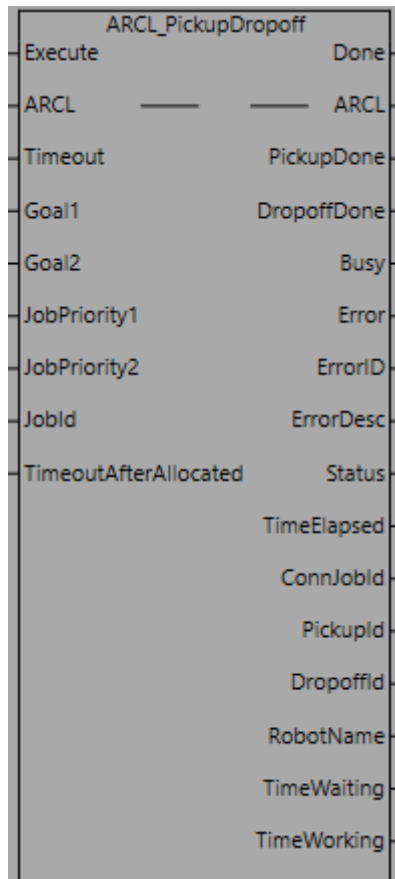 ARCL_PickupDropoff
Execute Done
ARCL ARCL
Timeout PickupDone
Goal1 DropoffDone
Goal2 Busy
JobPriority1 Error
JobPriority2 ErrorID
JobId ErrorDesc
TimeoutAfterAllocated Status
TimeElapsed
ConnJobId
PickupId
DropoffId
RobotName
TimeWaiting
TimeWorking